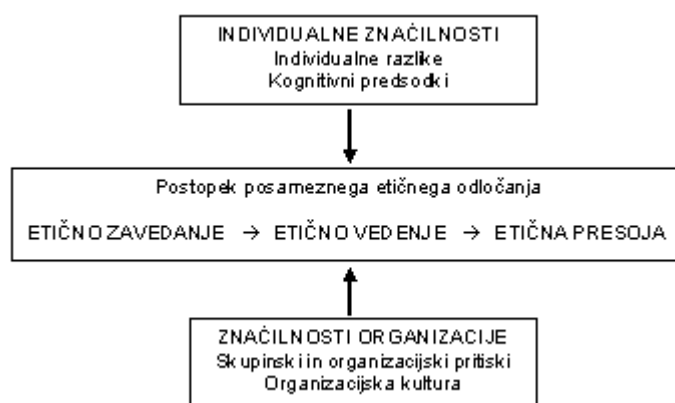 INDIVIDUALNE ZNAČILNOSTI
Individualne razlike
Kognitivni predsodki
Postopek posameznega etičnega odločanja
ETIČNO ZAVEDANJE → ETIČNO VEDENJE → ETIČNA PRESOJA
ZNAČILNOSTI ORGANIZACIJE
Skupinski in organizacijski pritiski
Organizacijska kultura